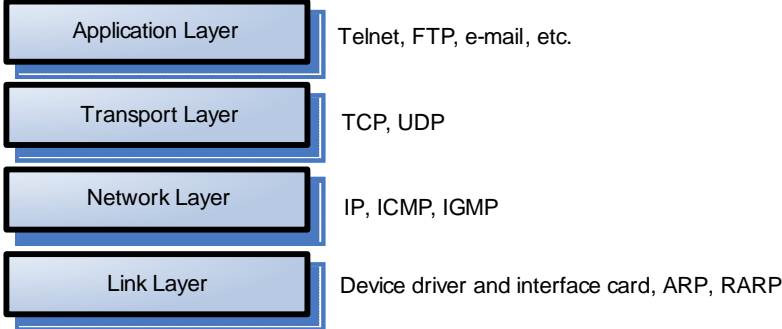 Application Layer
Telnet, FTP, e-mail, etc.
Transport Layer
TCP, UDP
Network Layer
IP, ICMP, IGMP
Link Layer
Device driver and interface card, ARP, RARP